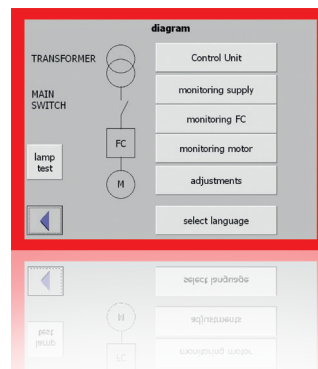 diagram
TRANSFORMER
Control Unit
MAIN
SWITCH
monitoring supply
monitoring FC
FC
monitoring motor
lamp
test
M
adjustments
select language